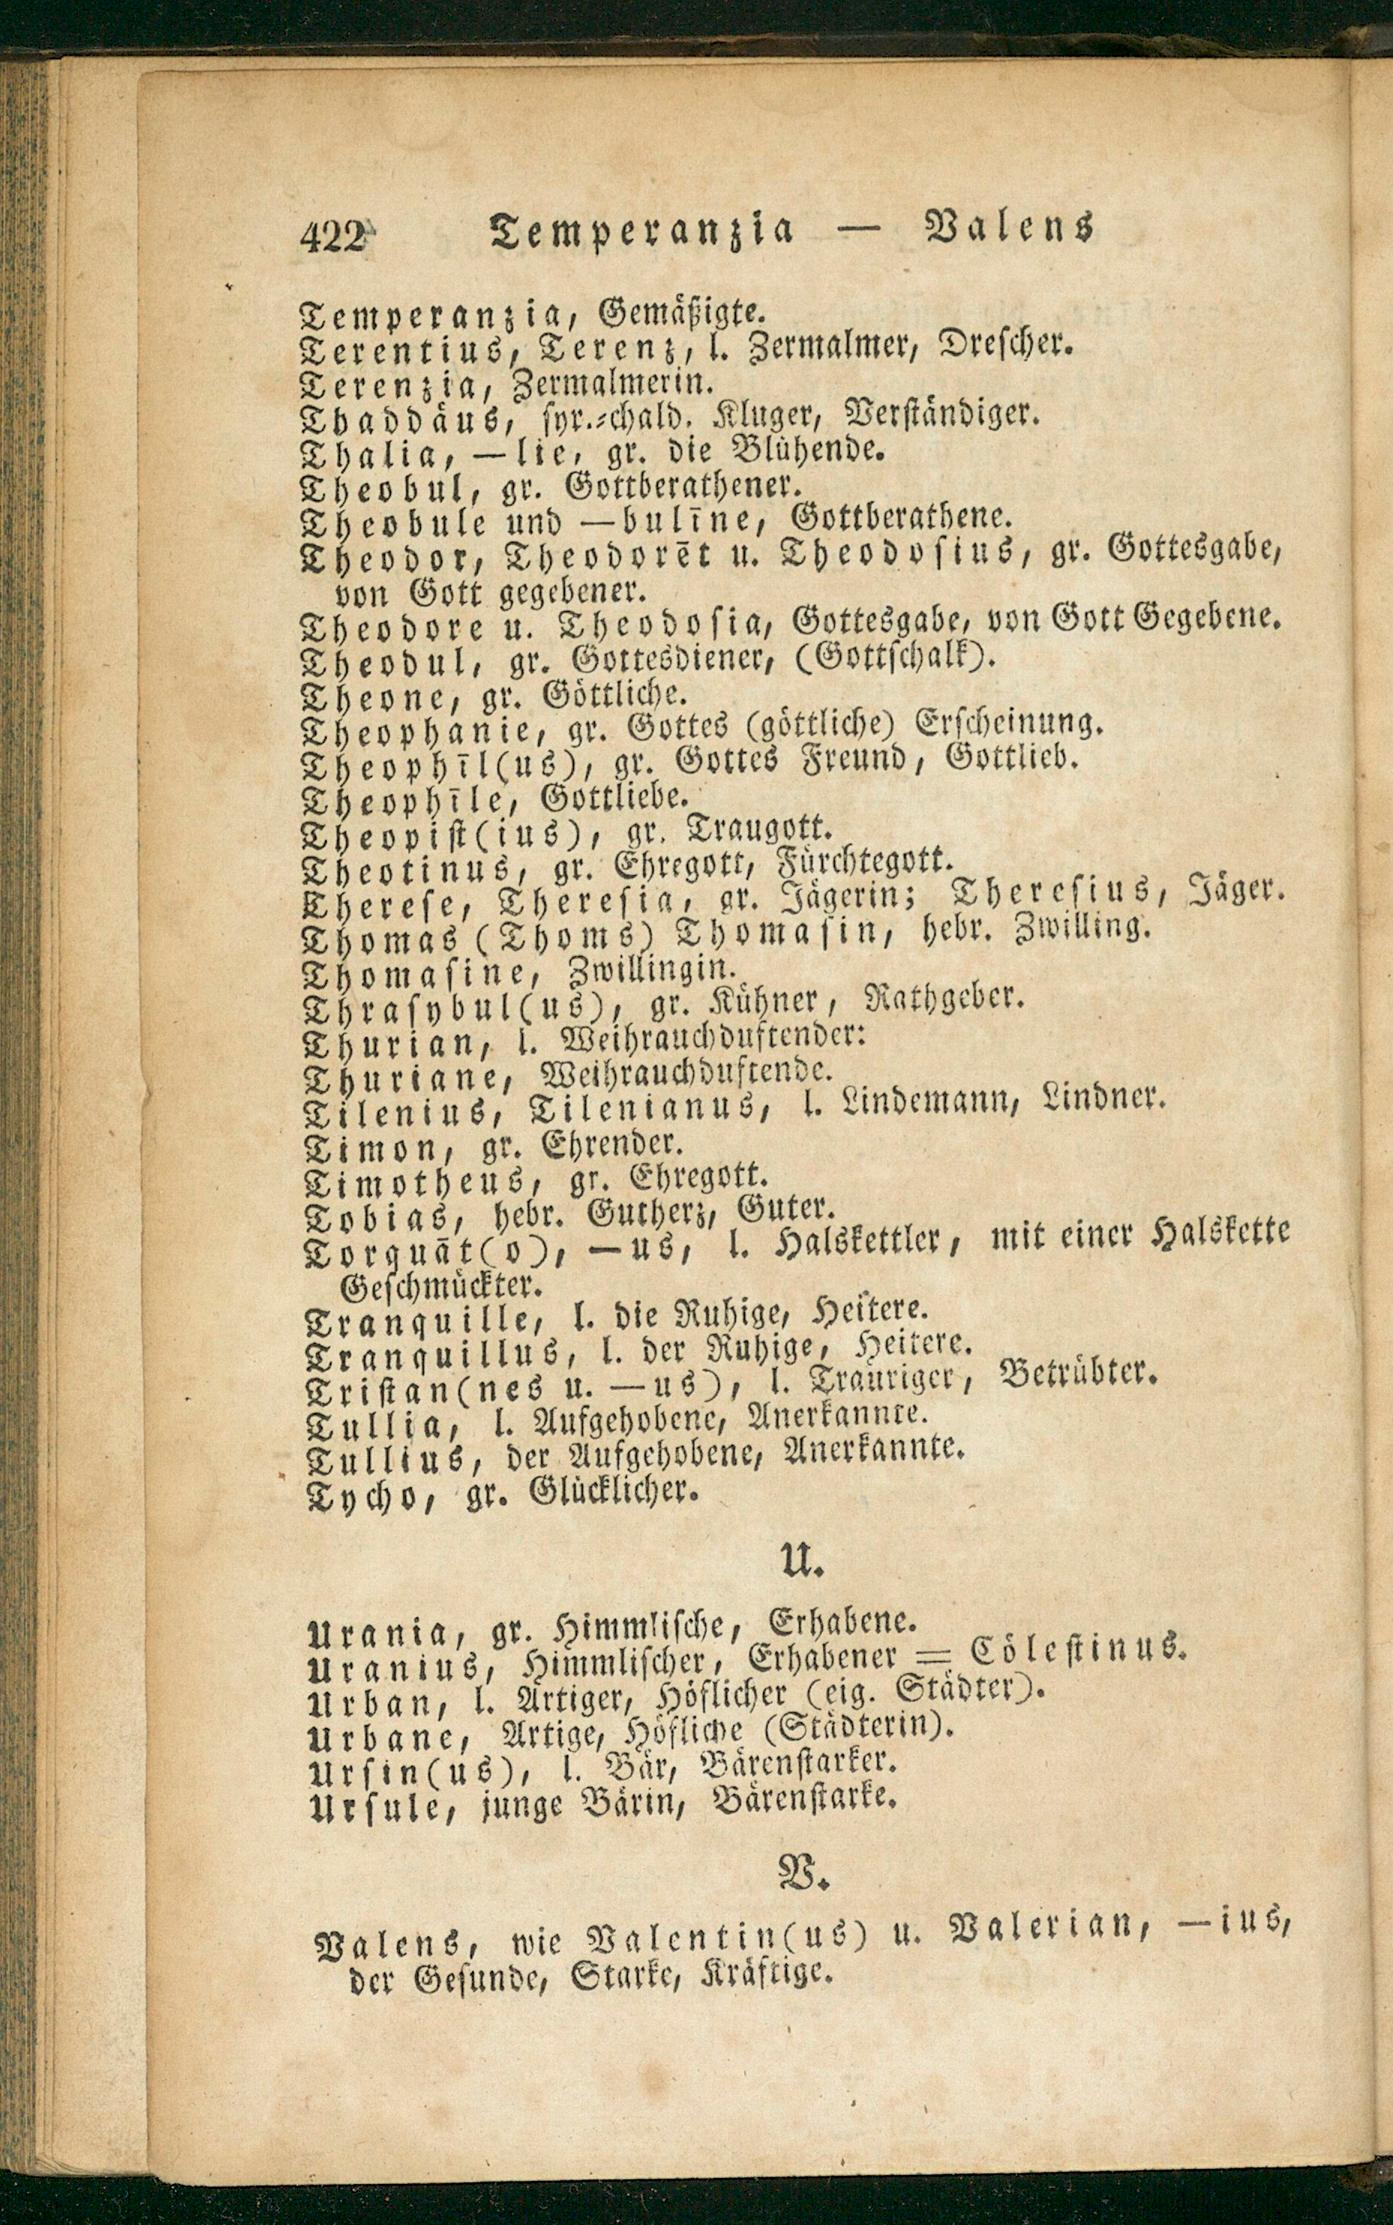 422 Temperanzia — Valens
Temperanzia, Gemäßigte.
Terentius, Terenz, l. Zermalmer, Drescher.
Terenzia, Zermalmerin.
Thaddäus, syr.-chald. Kluger, Verständiger.
Thalia, —lie, gr. die Blühende.
Theobul, gr. Gottberathener.
Theobule und —bulīne, Gottberathene.
Theodor, Theodorēt u. Theodosius, gr. Gottesgabe,
von Gott gegebener.
Theodore u. Theodosia, Gottesgabe, von Gott Gegebene.
Theodul, gr. Gottesdiener, (Gottschalk).
Theone, gr. Göttliche.
Theophanie, gr. Gottes (göttliche) Erscheinung.
Theophīl(us), gr. Gottes Freund, Gottlieb.
Theophīle, Gottliebe.
Theopist(ius), gr. Traugott.
Theotinus, gr. Ehregott, Fürchtegott.
Therese, Theresia, gr. Jägerin; Theresius, Jäger.
Thomas (Thoms) Thomasin, hebr. Zwilling.
Thomasine, Zwillingin.
Thrasybul(us), gr. Kühner, Rathgeber.
Thurian, l. Weihrauchduftender:
Thuriane, Weihrauchduftende.
Tilenius, Tilenianus, l. Lindemann, Lindner.
Timon, gr. Ehrender.
Timotheus, gr. Ehregott.
Tobias, hebr. Gutherz, Guter.
Torquāt(o), —us, l. Halskettler, mit einer Halskette
Geschmückter.
Tranquille, l. die Ruhige, Heitere.
Tranquillus, l. der Ruhige, Heitere.
Tristan(nes u. —us), l. Trauriger, Betrübter.
Tullia, l. Aufgehobene, Anerkannte.
Tullius, der Aufgehobene, Anerkannte.
Tycho, gr. Glücklicher.
U.
Urania, gr. Himmlische, Erhabene.
Uranius, Himmlischer, Erhabener = Cölestinus.
Urban, l. Artiger, Höflicher (eig. Städter).
Urbane, Artige, Höfliche (Städterin).
Ursin(us), l. Bär, Bärenstarker.
Ursule, junge Bärin, Bärenstarke.
V.
Valens, wie Valentin(us) u. Valerian, —ius,
der Gesunde, Starke, Kräftige.